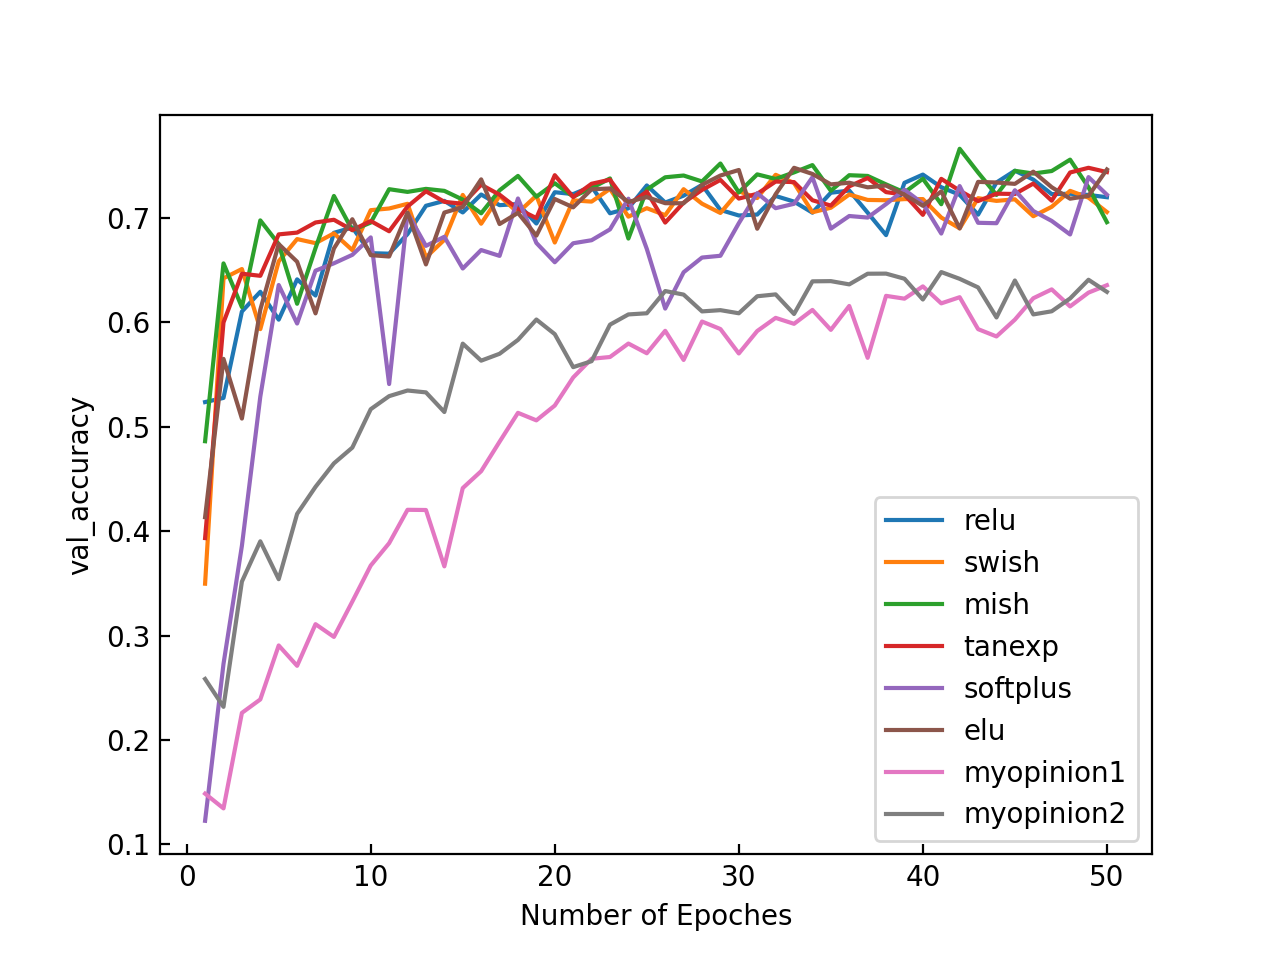 val_accuracy
0.7
0.6
0.5
0.4
0.3
0.2
0.1
0 10 20 30 40 50
Number of Epoches
relu
swish
mish
tanexp
softplus
elu
myopinion1
myopinion2